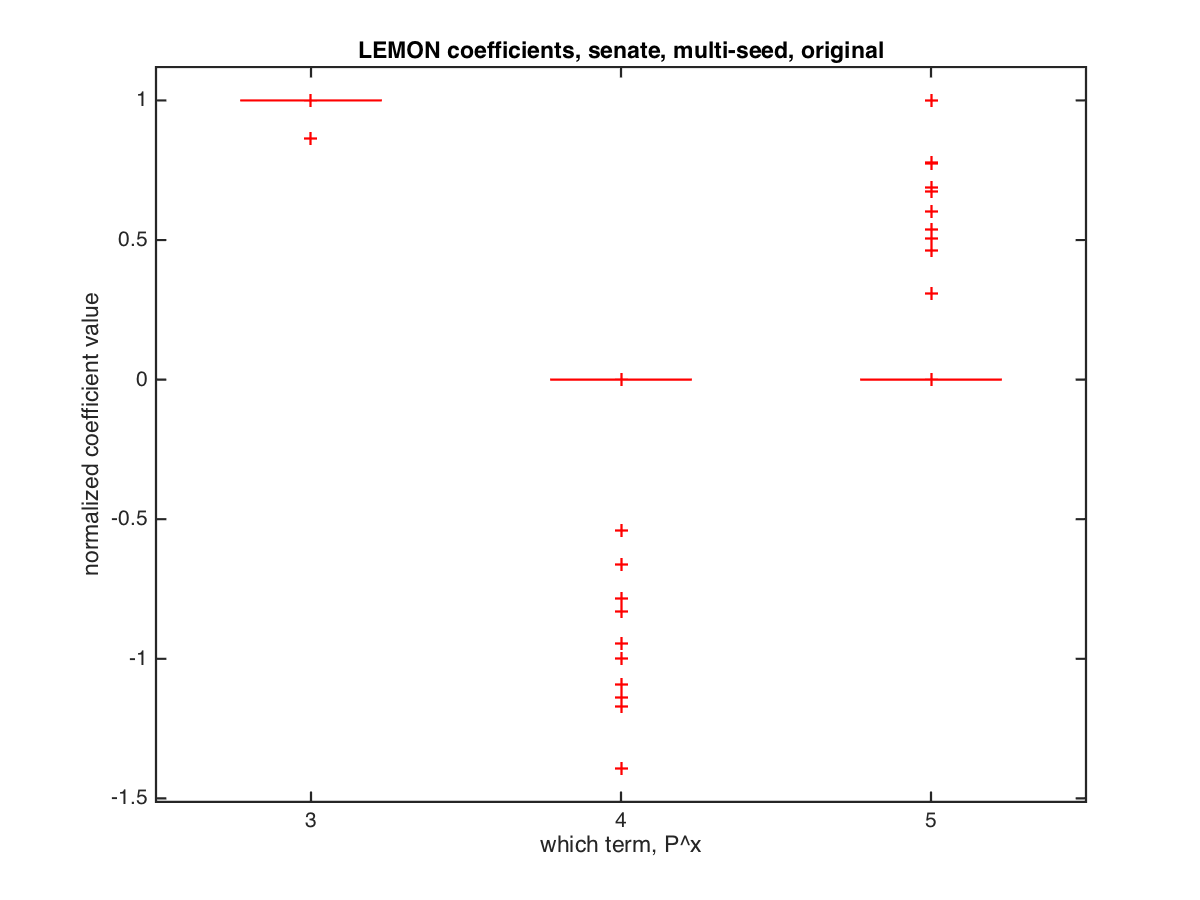 LEMON coefficients, senate, multi-seed, original
1
0.5
0
-0.5
-1
-1.5
normalized coefficient value
3 4 5
which term, P^x